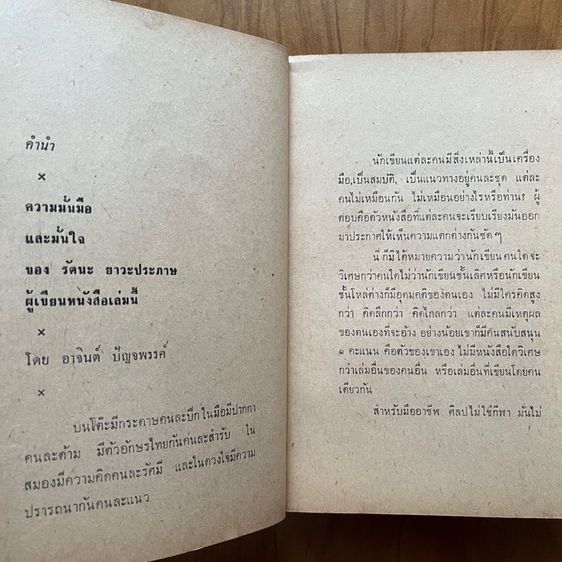 คำนำ
×
ความมั่นมือ
และมั่นใจ
ของ รัตนะ ยาวะประภาษ
ผู้เขียนหนังสือเล่มนี้
×
โดย อาจินต์ ปัญจพรรค์
×
บนโต๊ะมีกระดาษคนละปึก ในมือมีปากกา
คนละด้าม มีตัวอักษรไทยกันคนละสำรับ ใน
สมองมีความคิดคนละรัศมี และในดวงใจมีความ
ปรารถนากันคนละแนว
นักเขียนแต่ละคนมีสิ่งเหล่านี้เป็นเครื่อง
มือ, เป็นสมบัติ, เป็นแนวทางอยู่คนละชุด แต่ละ
คนไม่เหมือนกัน ไม่เหมือนอย่างไรหรือท่าน? ผู้
ตอบคือตัวหนังสือที่แต่ละคนจะเรียบเรียงมันออก
มาประกาศให้เห็นความแตกต่างกันชัดๆ
นี่ก็มิได้หมายความว่านักเขียนคนใดจะ
วิเศษกว่าคนใดไม่ว่านักเขียนชั้นเลิศหรือนักเขียน
ชั้นโหล่ต่างก็มีอุดมคติของตนเอง ไม่มีใครคิดสูง
กว่า คิดลึกกว่า คิดไกลกว่า แต่ละคนมีเหตุผล
ของตนเองที่จะอ้าง อย่างน้อยเขาก็มีคนสนับสนุน
๑ คะแนน คือตัวของเขาเอง ไม่มีหนังสือใดวิเศษ
กว่าเล่มอื่นของคนอื่น หรือเล่มอื่นที่เขียนโดยคน
เดียวกัน
สำหรับมืออาชีพ ศิลปไม่ใช่กีฬา มันไม่